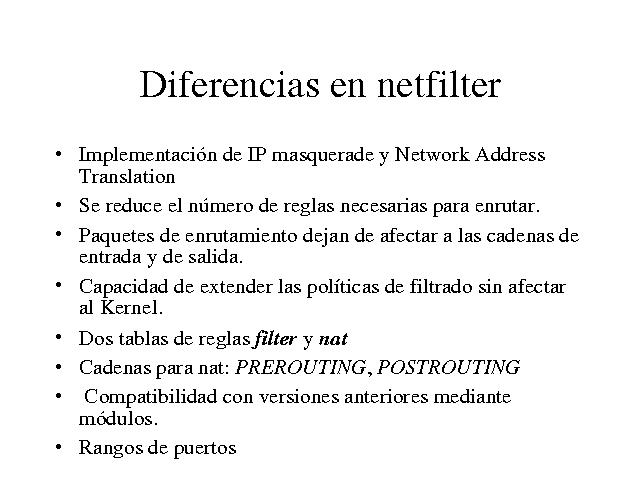 Diferencias en netfilter
• Implementación de IP masquerade y Network Address
Translation
• Se reduce el número de reglas necesarias para enrutar.
• Paquetes de enrutamiento dejan de afectar a las cadenas de
entrada y de salida.
• Capacidad de extender las políticas de filtrado sin afectar
al Kernel.
• Dos tablas de reglas filter y nat
• Cadenas para nat: PREROUTING, POSTROUTING
• Compatibilidad con versiones anteriores mediante
módulos.
• Rangos de puertos